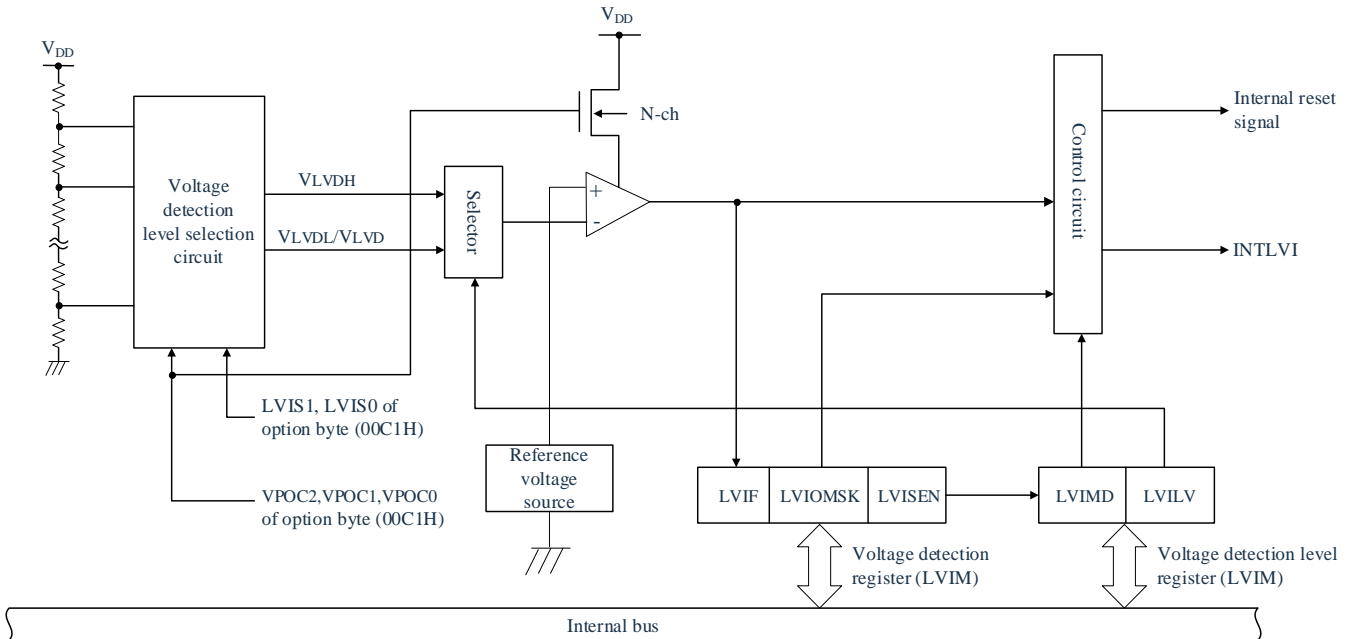 VDD
VDD
N-ch
Voltage
detection
level selection
circuit
VLVDH
VLVDL/VLVD
Selector
+
-
Control circuit
Internal reset
signal
INTLVI
LVIS1, LVIS0 of
option byte (00C1H)
VPOC2,VPOC1,VPOC0
of option byte (00C1H)
Reference
voltage
source
LVIF
LVIOMSK
LVISEN
LVIMD
LVILV
Voltage detection
register (LVIM)
Voltage detection level
register (LVIM)
Internal bus